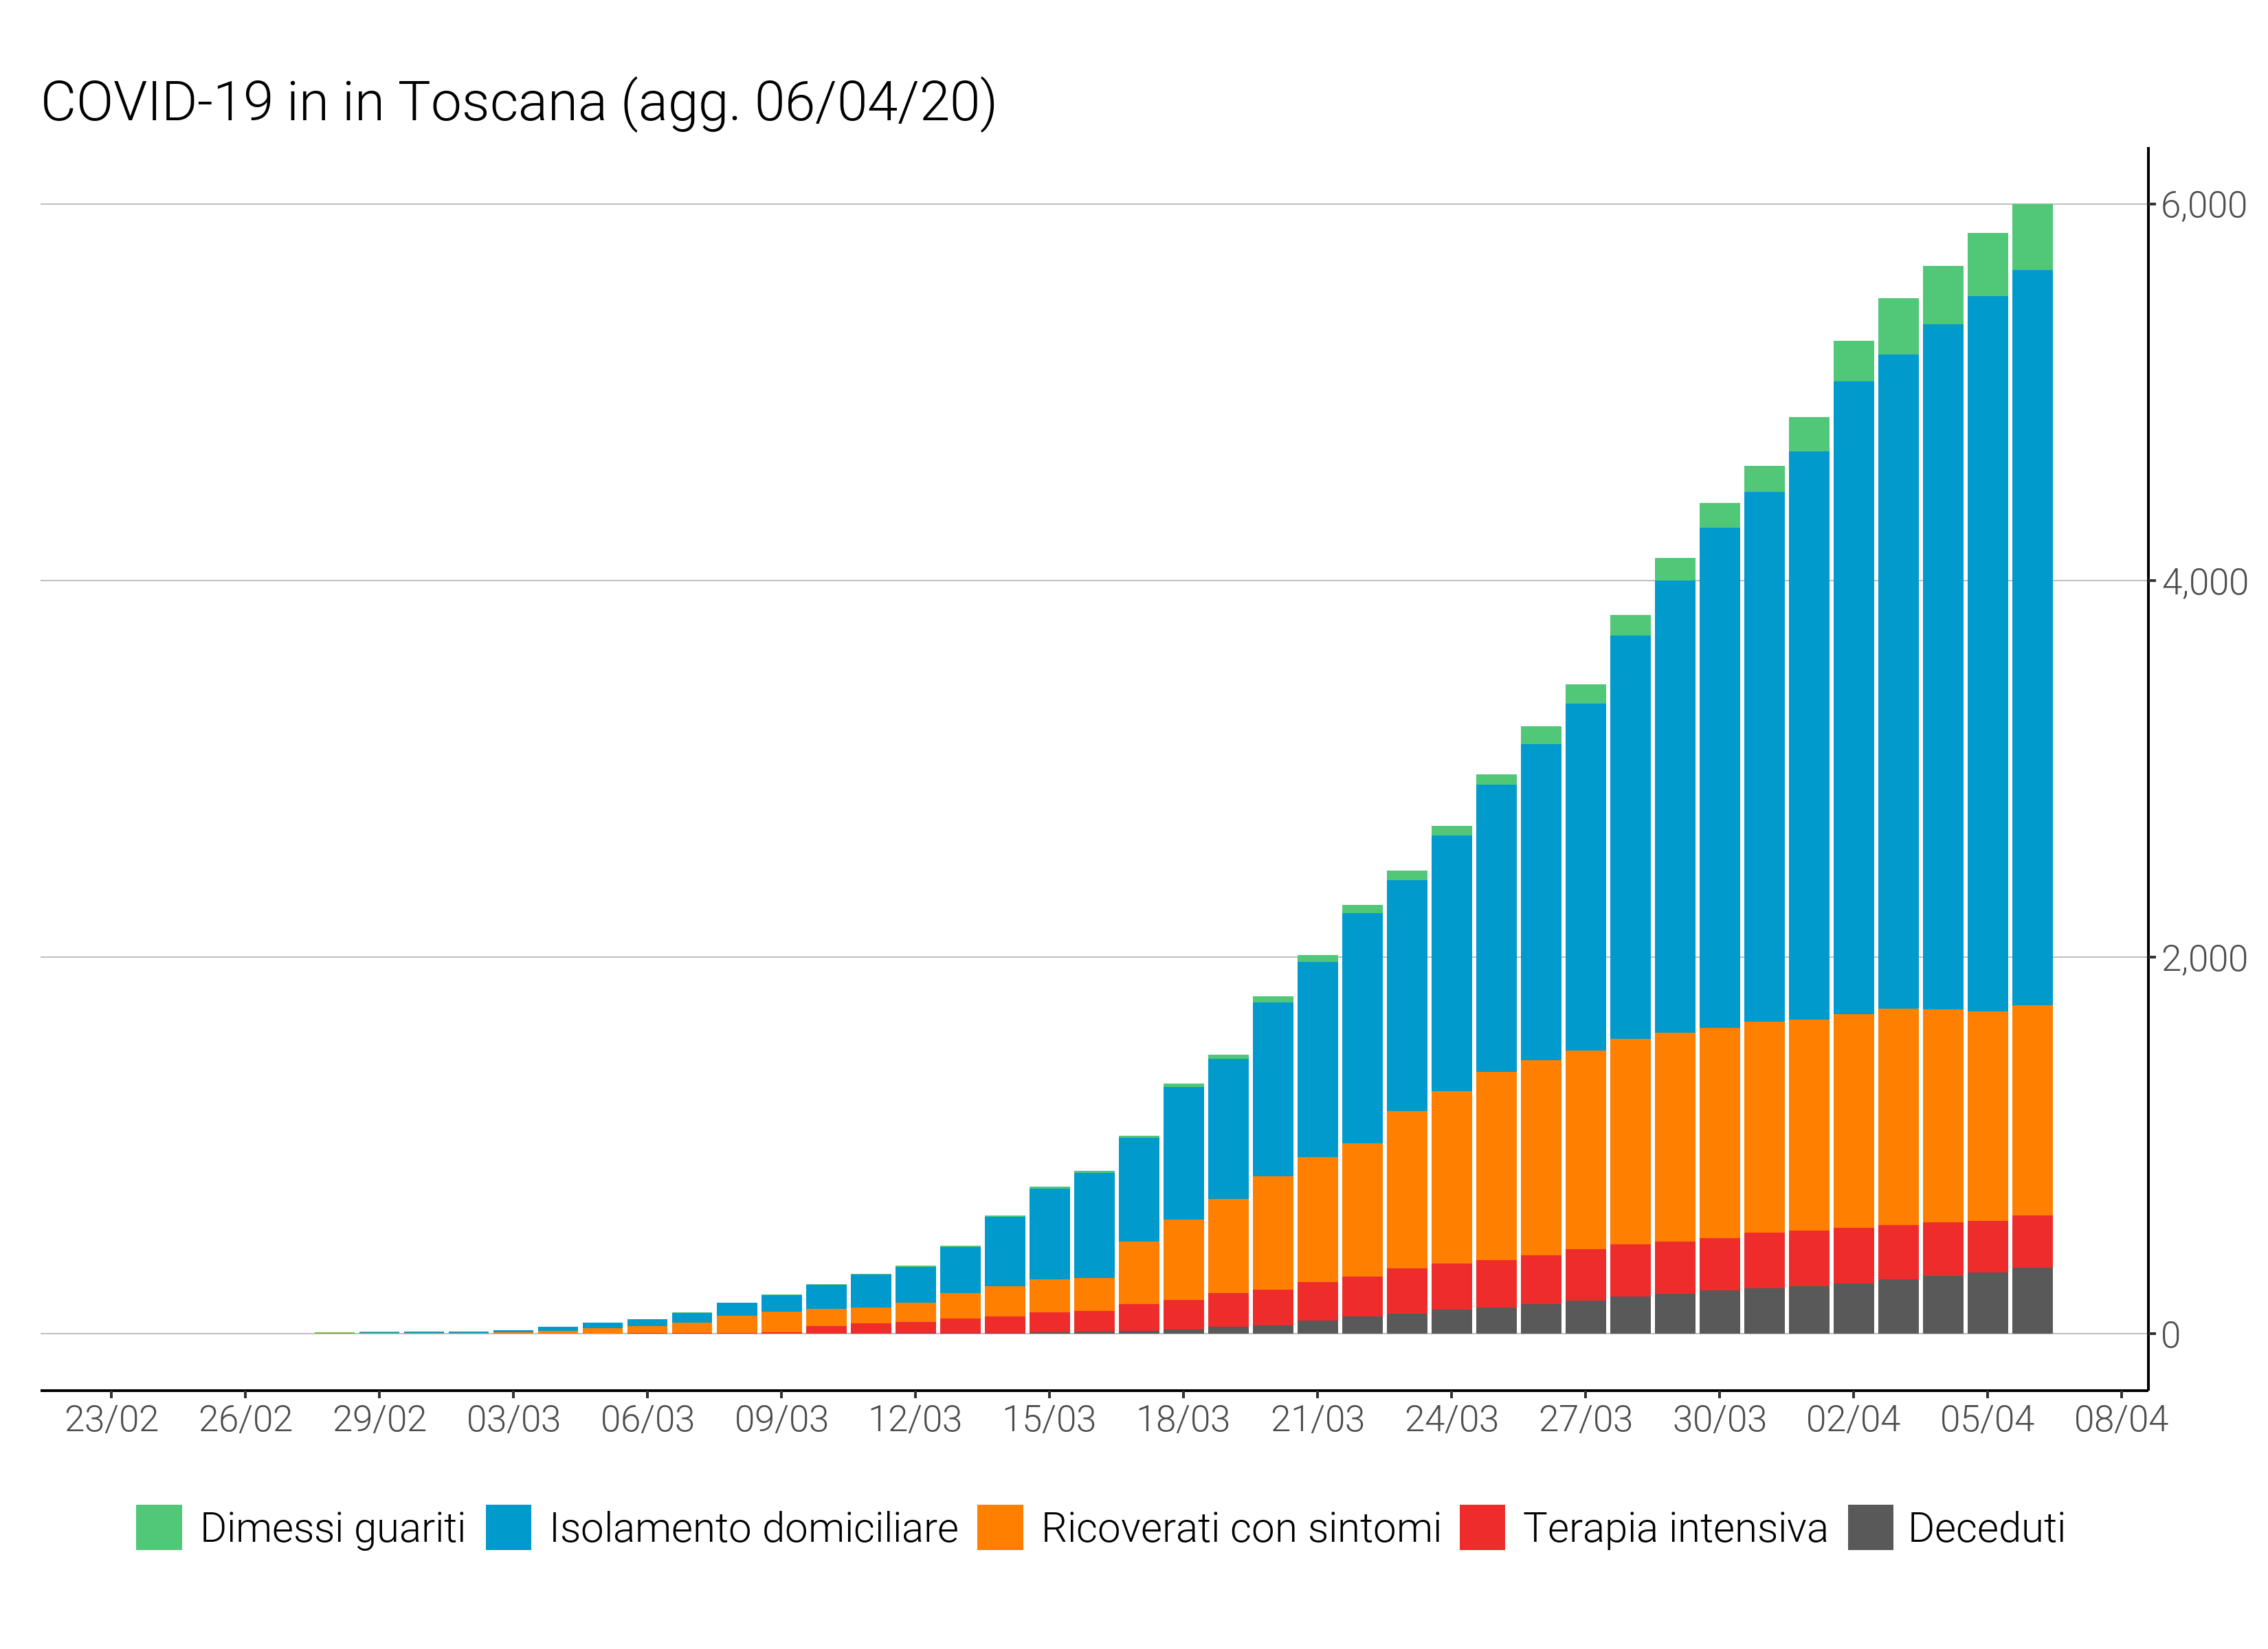 COVID-19 in in Toscana (agg. 06/04/20)
6,000
4,000
2,000
0
23/02 26/02 29/02 03/03 06/03 09/03 12/03 15/03 18/03 21/03 24/03 27/03 30/03 02/04 05/04 08/04
Dimessi guariti Isolamento domiciliare Ricoverati con sintomi Terapia intensiva Deceduti